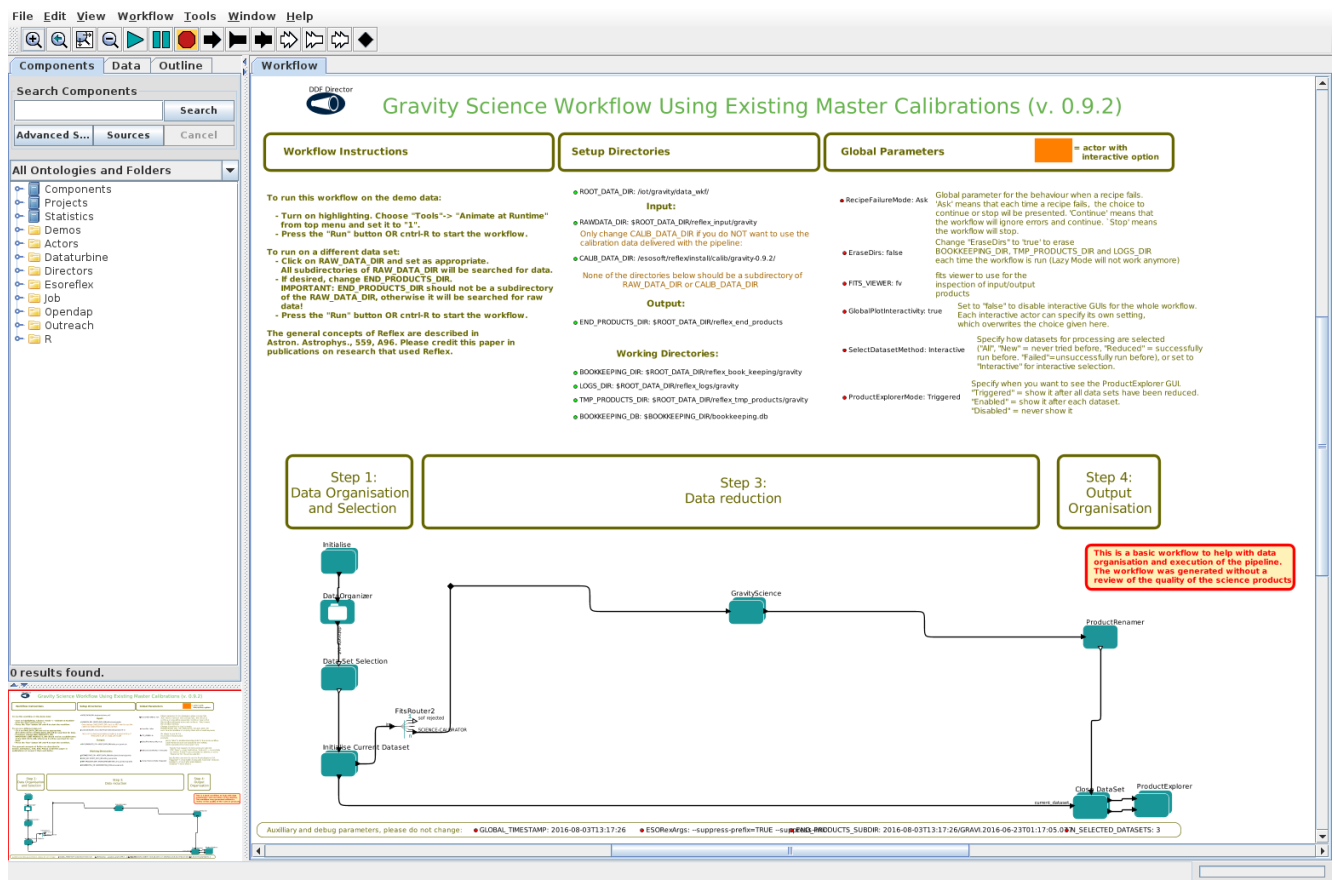 File Edit View Workflow Tools Window Help
Components Data Outline
Workflow
Search Components
Search
Advanced S... Sources Cancel
All Ontologies and Folders
Components
Projects
Statistics
Demos
Actors
Dataturbine
Directors
Esoreflex
Job
Opendap
Outreach
R
0 results found.
DDF Director
Gravity Science Workflow Using Existing Master Calibrations (v. 0.9.2)
Workflow Instructions
Setup Directories
Global Parameters
= actor with
interactive option
To run this workflow on the demo data:
- Turn on highlighting. Choose "Tools"-> "Animate at Runtime"
from top menu and set it to "1".
- Press the "Run" button OR cntrl-R to start the workflow.
To run on a different data set:
- Click on RAW_DATA_DIR and set as appropriate.
All subdirectories of RAW_DATA_DIR will be searched for data.
- If desired, change END_PRODUCTS_DIR.
IMPORTANT: END_PRODUCTS_DIR should not be a subdirectory
of the RAW_DATA_DIR, otherwise it will be searched for raw
data!
- Press the "Run" button OR cntrl-R to start the workflow.
The general concepts of Reflex are described in
Astron. Astrophys., 559, A96. Please credit this paper in
publications on research that used Reflex.
ROOT_DATA_DIR: /iot/gravity/data_wkf/
Input:
RAWDATA_DIR: $ROOT_DATA_DIR/reflex_input/gravity
Only change CALIB_DATA_DIR if you do NOT want to use the
calibration data delivered with the pipeline:
CALIB_DATA_DIR: /esosoft/reflex/install/calib/gravity-0.9.2/
None of the directories below should be a subdirectory of
RAW_DATA_DIR or CALIB_DATA_DIR
Output:
END_PRODUCTS_DIR: $ROOT_DATA_DIR/reflex_end_products
Working Directories:
BOOKKEEPING_DIR: $ROOT_DATA_DIR/reflex_book_keeping/gravity
LOGS_DIR: $ROOT_DATA_DIR/reflex_logs/gravity
TMP_PRODUCTS_DIR: $ROOT_DATA_DIR/reflex_tmp_products/gravity
BOOKKEEPING_DB: $BOOKKEEPING_DIR/bookkeeping.db
RecipeFailureMode: Ask
Global parameter for the behaviour when a recipe fails.
'Ask' means that each time a recipe fails, the choice to
continue or stop wil be presented. 'Continue' means that
the workflow will ignore errors and continue. `Stop' means
the workflow will stop.
EraseDirs: false
Change "EraseDirs" to 'true' to erase
BOOKKEEPING_DIR, TMP_PRODUCTS_DIR and LOGS_DIR
each time the workflow is run (Lazy Mode will not work anymore)
FITS_VIEWER: fv
fits viewer to use for the
inspection of input/output
products
GlobalPlotInteractivity: true
Set to "false" to disable interactive GUIs for the whole workflow.
Each interactive actor can specify its own setting,
which overwrites the choice given here.
SelectDatasetMethod: Interactive
Specify how datasets for processing are selected
("All", "New" = never tried before, "Reduced" = successfully
run before. "Failed"=unsuccessfully run before), or set to
"Interactive" for interactive selection.
ProductExplorerMode: Triggered
Specify when you want to see the ProductExplorer GUI.
"Triggered" = show it after all data sets have been reduced.
"Enabled" = show it after each dataset.
"Disabled" = never show it
Step 1:
Data Organisation
and Selection
Step 3:
Data reduction
Step 4:
Output
Organisation
This is a basic workflow to help with data
organisation and execution of the pipeline.
The workflow was generated without a
review of the quality of the science products
Initialise
DataOrganizer
Data Set Selection
FitsRouter2
sof rejected
SCIENCE-CALIBRATOR
Initialise Current Dataset
GravityScience
ProductRenamer
current_dataset
Close DataSet
ProductExplorer
Auxiliary and debug parameters, please do not change:
GLOBAL_TIMESTAMP: 2016-08-03T13:17:26
ESORexArgs: --suppress-prefix=TRUE
END_PRODUCTS_SUBDIR: 2016-08-03T13:17:26/GRAVI.2016-06-23T01:17:05.0
N_SELECTED_DATASETS: 3